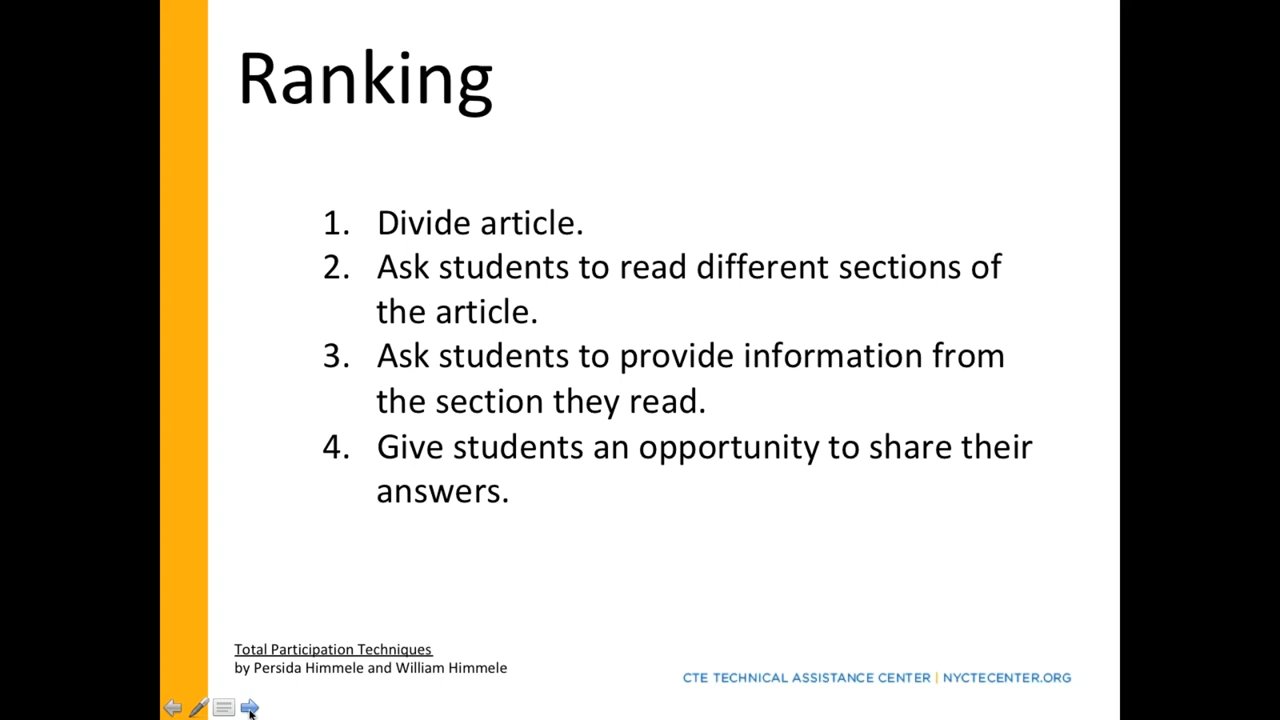 Ranking
1. Divide article.
2. Ask students to read different sections of
the article.
3. Ask students to provide information from
the section they read.
4. Give students an opportunity to share their
answers.
Total Participation Techniques
by Persida Himmele and William Himmele
CTE TECHNICAL ASSISTANCE CENTER | NYCTECENTER.ORG